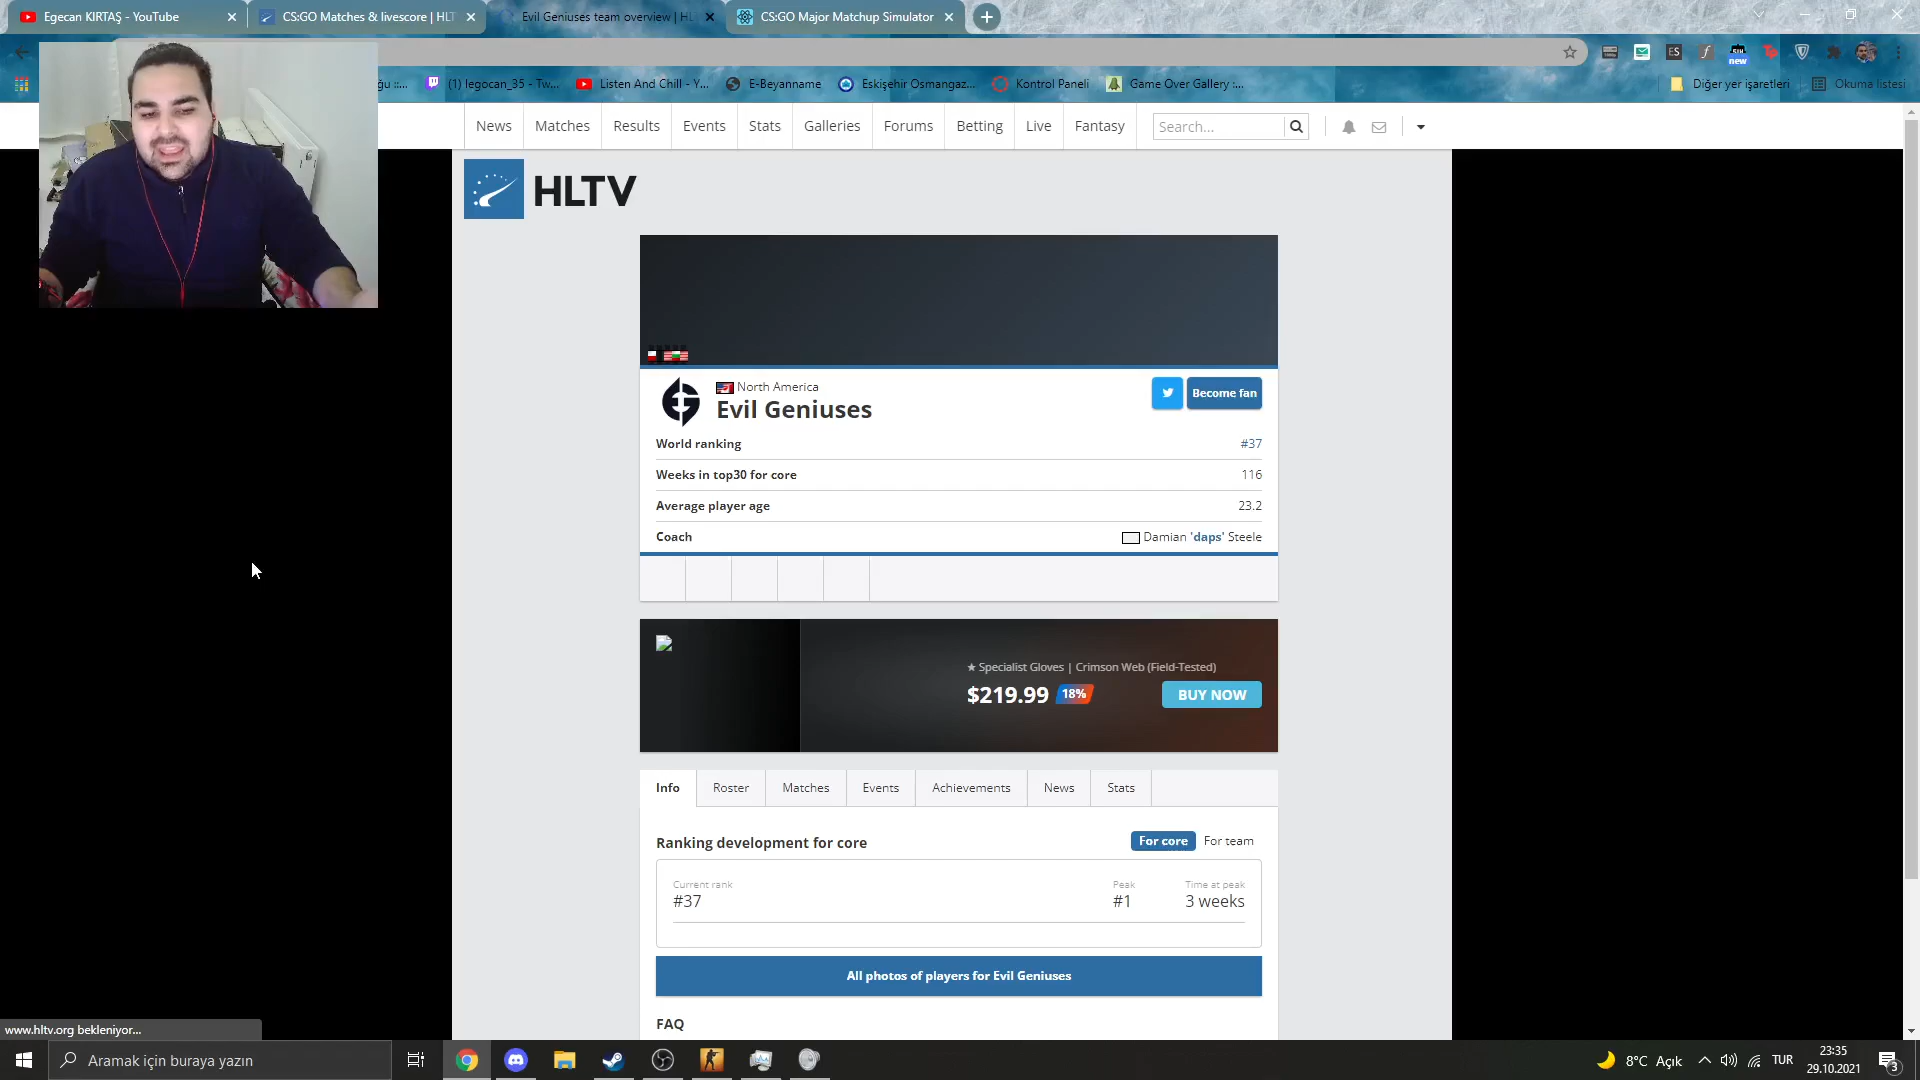 Egecan KIRTAŞ - YouTube
CS:GO Matches & livescore | HLT
Evil Geniuses team overview | HL
CS:GO Major Matchup Simulator
new
ğu ::...
(1) legocan_35 - Tw...
Listen And Chill - Y...
E-Beyanname
Eskişehir Osmangaz...
Kontrol Paneli
Game Over Gallery :...
Diğer yer işaretleri
Okuma listesi
News
Matches
Results
Events
Stats
Galleries
Forums
Betting
Live
Fantasy
Search...
HLTV
North America
Evil Geniuses
Become fan
World ranking
#37
Weeks in top30 for core
116
Average player age
23.2
Coach
Damian 'daps' Steele
★ Specialist Gloves | Crimson Web (Field-Tested)
$219.99
18%
BUY NOW
Info
Roster
Matches
Events
Achievements
News
Stats
Ranking development for core
For core
For team
Current rank
#37
Peak
#1
Time at peak
3 weeks
All photos of players for Evil Geniuses
FAQ
www.hltv.org bekleniyor...
Aramak için buraya yazın
8°C Açık
TUR
23:35
29.10.2021
3